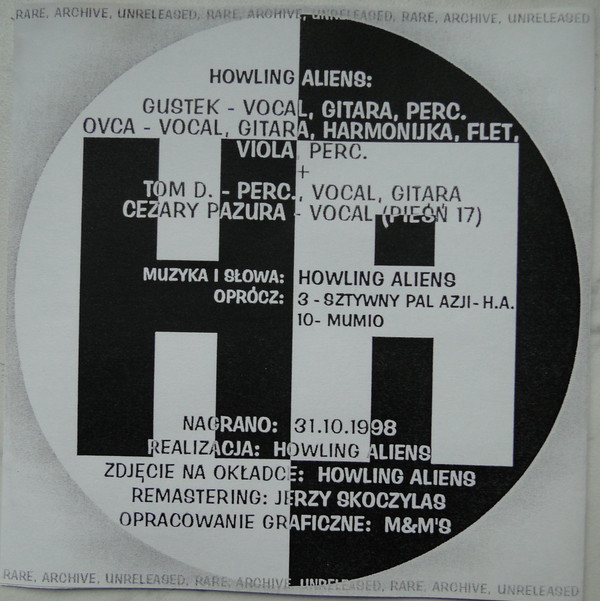 RARE, ARCHIVE, UNRELEASED, RARE, ARCHIVE, UNRELEASED, RARE, ARCHIVE, UNRELEASED
HOWLING ALIENS:
GUSTEK - VOCAL, GITARA, PERC.
OVCA - VOCAL, GITARA, HARMONIJKA, FLET,
VIOLA, PERC.
+
TOM D. - PERC., VOCAL, GITARA
CEZARY PAZURA - VOCAL (PIEŚŃ 17)
MUZYKA I SŁOWA: HOWLING ALIENS
OPRÓCZ: 3 - SZTYWNY PAL AZJI - H.A.
10- MUMIO
HA
NAGRANO: 31.10.1998
REALIZACJA: HOWLING ALIENS
ZDJĘCIE NA OKŁADCE: HOWLING ALIENS
REMASTERING: JERZY SKOCZYLAS
OPRACOWANIE GRAFICZNE: M&M'S
RARE, ARCHIVE, UNRELEASED, RARE, ARCHIVE, UNRELEASED, RARE, ARCHIVE, UNRELEASED